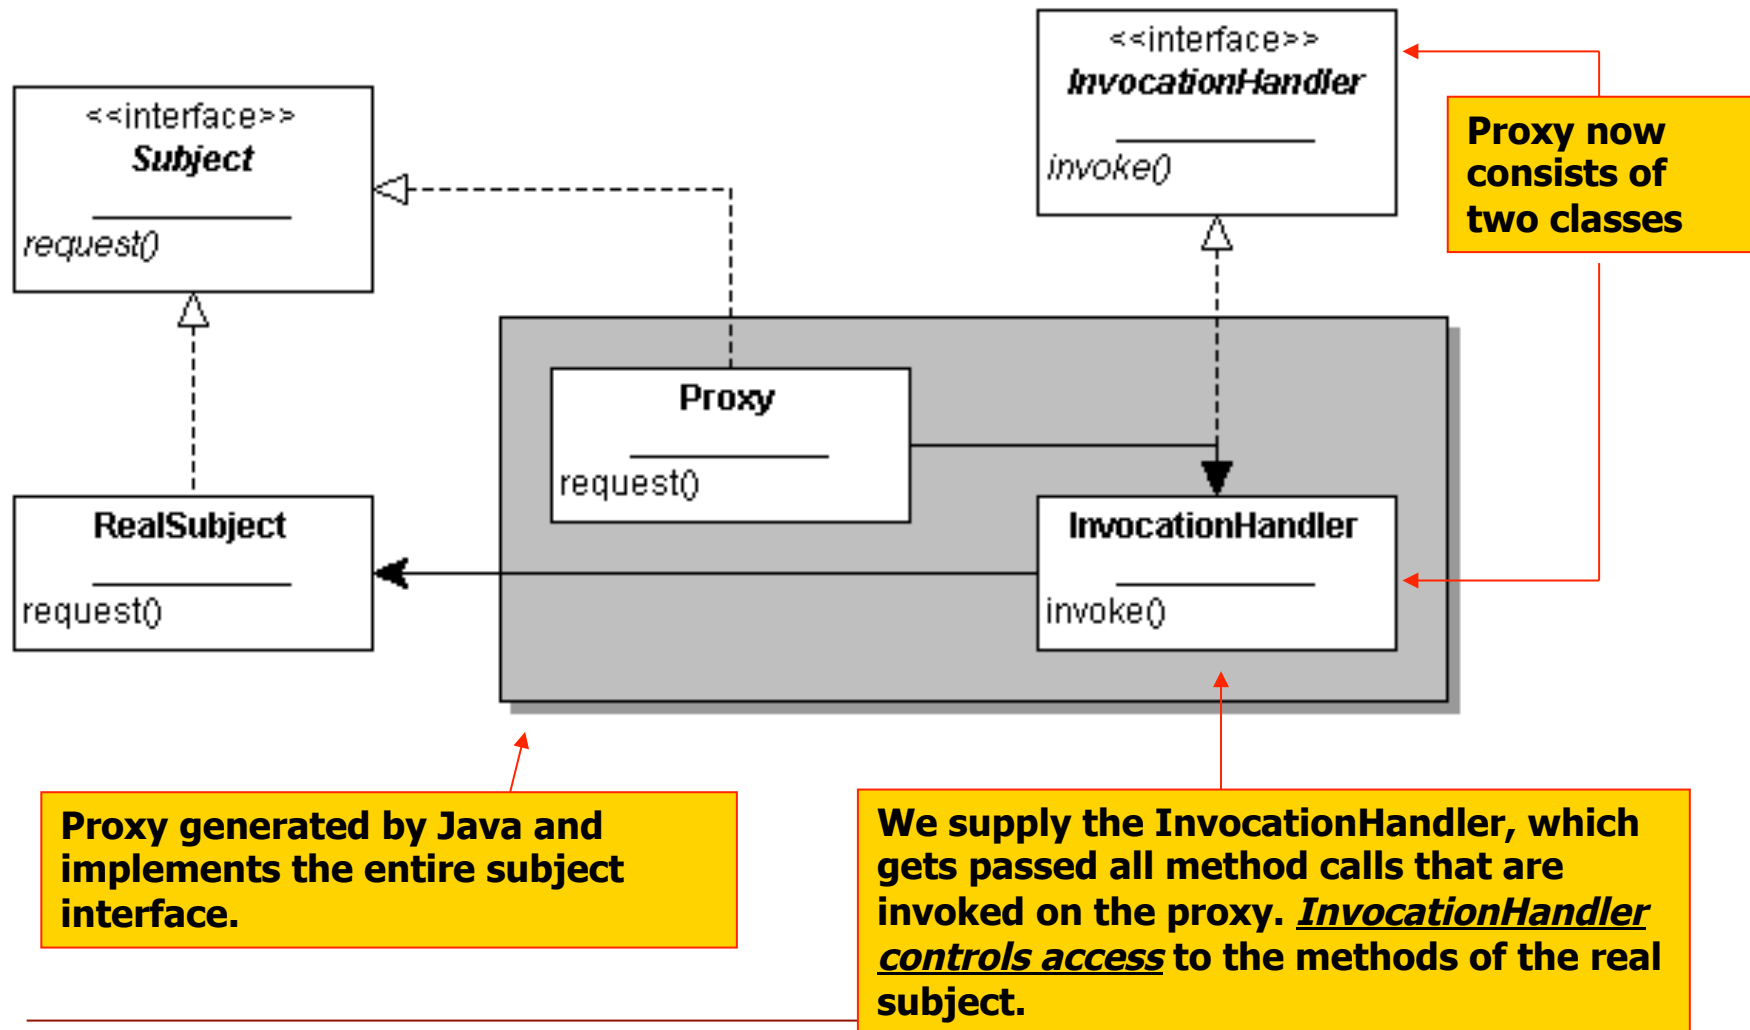 <<interface>>
InvocationHandler
invoke()
<<interface>>
Subject
request()
Proxy now
consists of
two classes
Proxy
request()
RealSubject
request()
InvocationHandler
invoke()
Proxy generated by Java and
implements the entire subject
interface.
We supply the InvocationHandler, which
gets passed all method calls that are
invoked on the proxy. InvocationHandler
controls access to the methods of the real
subject.